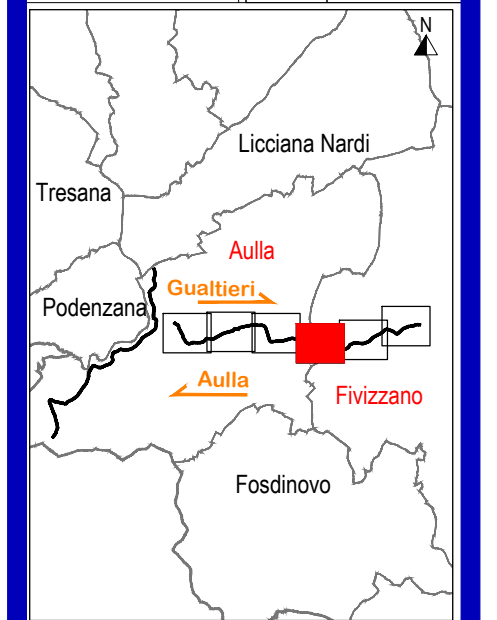 N
Licciana Nardi
Tresana
Aulla
Gualtieri
Podenzana
Aulla
Fivizzano
Fosdinovo